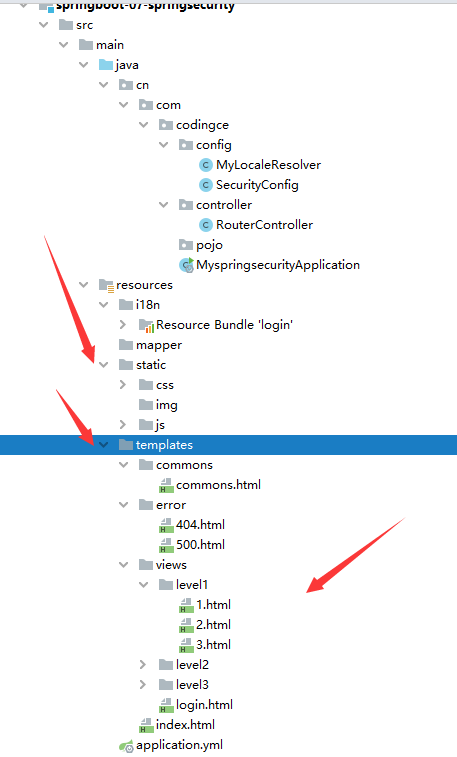 springboot-07-springsecurity
src
main
java
cn
com
codingce
config
MyLocaleResolver
SecurityConfig
controller
RouterController
pojo
MyspringsecurityApplication
resources
i18n
Resource Bundle 'login'
mapper
static
css
img
js
templates
commons
commons.html
error
404.html
500.html
views
level1
1.html
2.html
3.html
level2
level3
login.html
index.html
application.yml